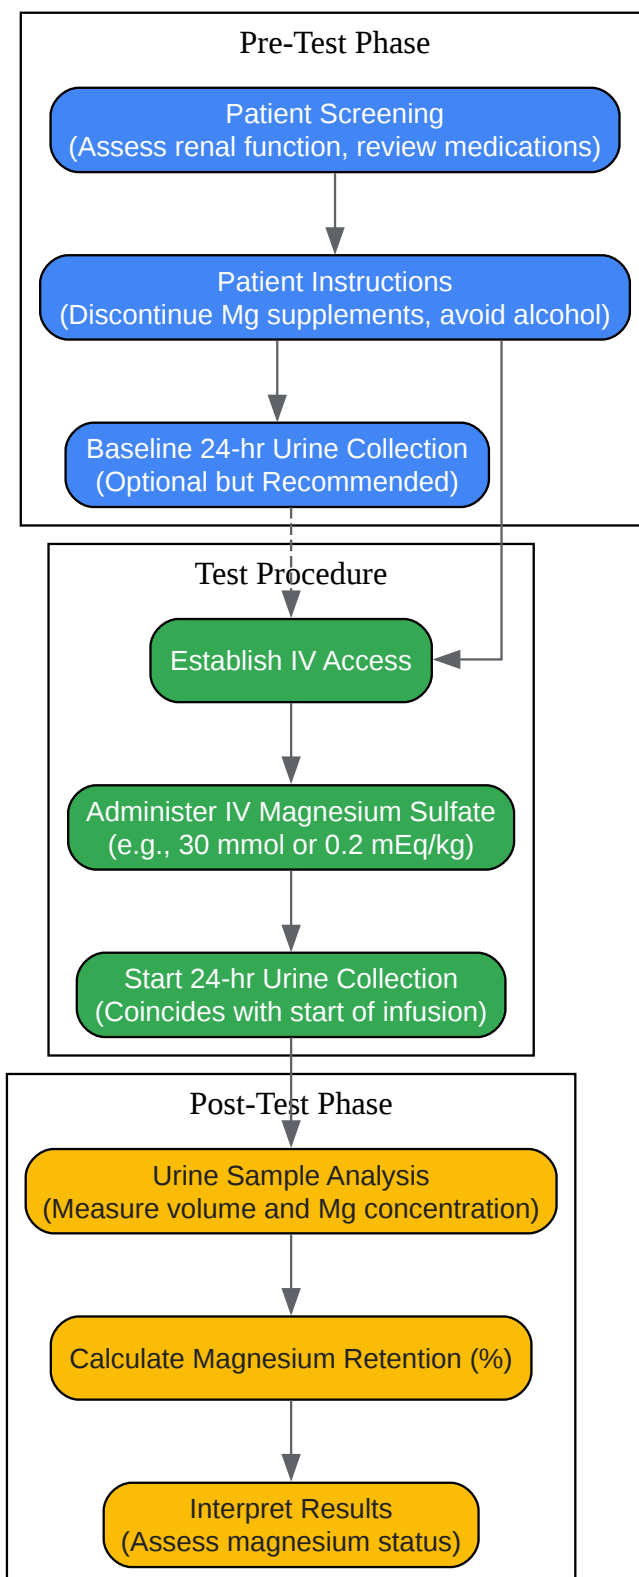 Pre-Test Phase
Patient Screening
(Assess renal function, review medications)
Patient Instructions
(Discontinue Mg supplements, avoid alcohol)
Baseline 24-hr Urine Collection
(Optional but Recommended)
Test Procedure
Establish IV Access
Administer IV Magnesium Sulfate
(e.g., 30 mmol or 0.2 mEq/kg)
Start 24-hr Urine Collection
(Coincides with start of infusion)
Post-Test Phase
Urine Sample Analysis
(Measure volume and Mg concentration)
Calculate Magnesium Retention (%)
Interpret Results
(Assess magnesium status)